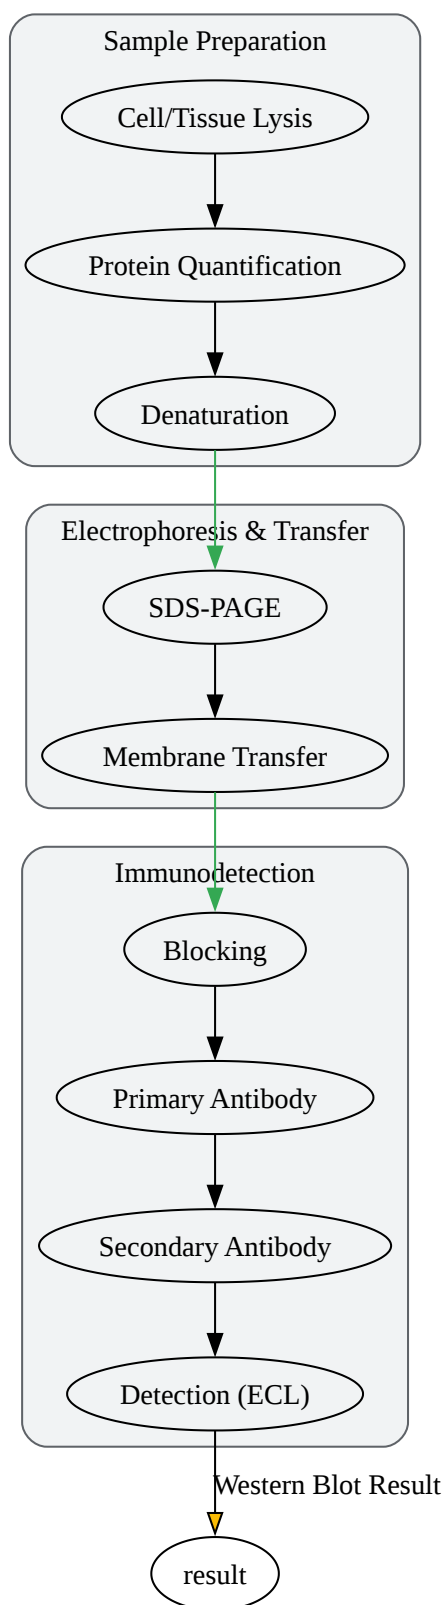 Sample Preparation
Cell/Tissue Lysis
Protein Quantification
Denaturation
Electrophoresis & Transfer
SDS-PAGE
Membrane Transfer
Immunodetection
Blocking
Primary Antibody
Secondary Antibody
Detection (ECL)
Western Blot Result
result